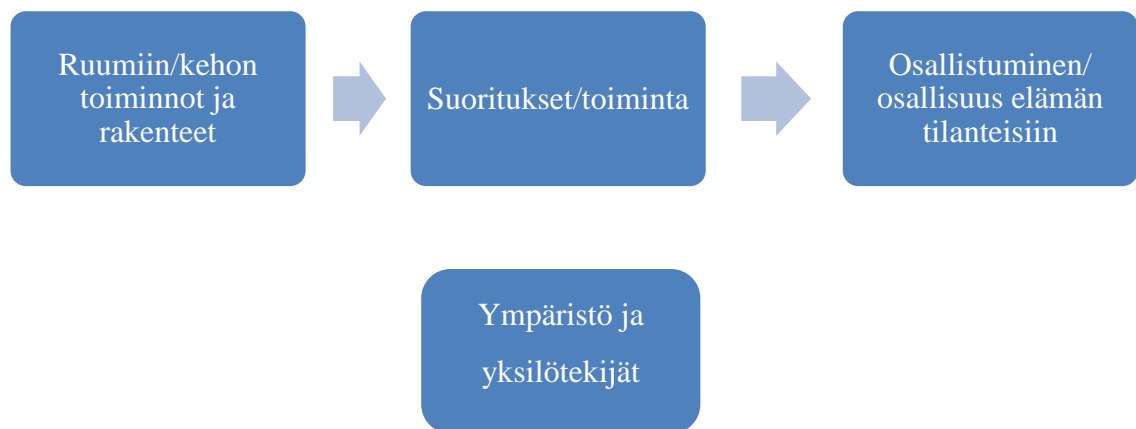 Ruumiin/kehon
toiminnot ja
rakenteet
Suoritukset/toiminta
Osallistuminen/
osallisuus elämän
tilanteisiin
Ympäristö ja
yksilötekijät